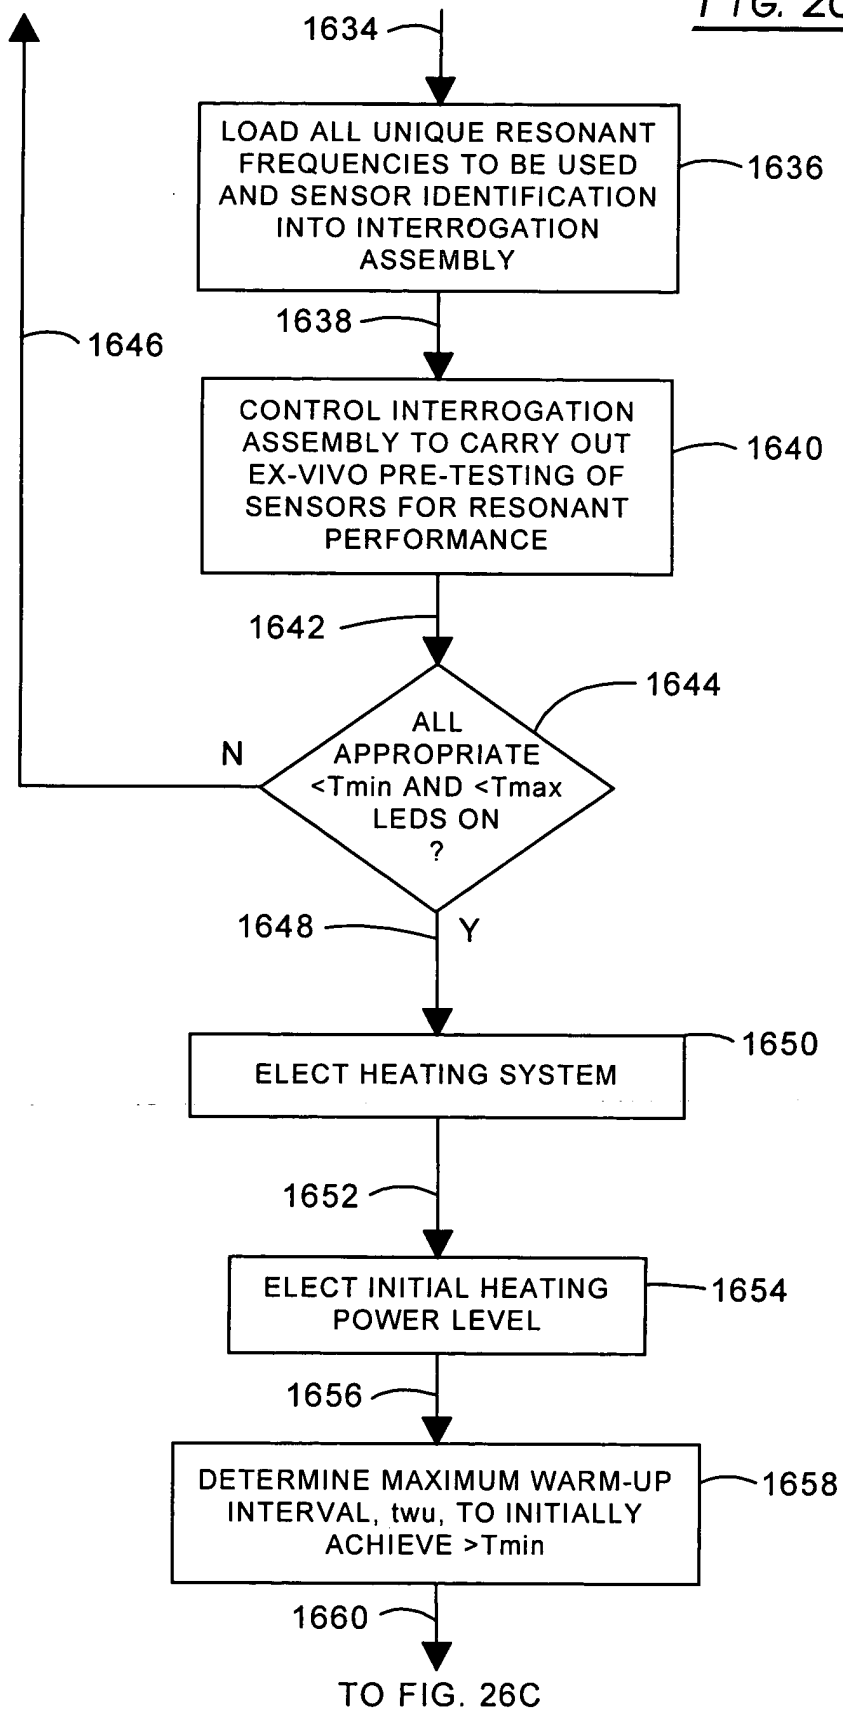 1634
LOAD ALL UNIQUE RESONANT
FREQUENCIES TO BE USED
AND SENSOR IDENTIFICATION
INTO INTERROGATION
ASSEMBLY
1636
1638
1646
CONTROL INTERROGATION
ASSEMBLY TO CARRY OUT
EX-VIVO PRE-TESTING OF
SENSORS FOR RESONANT
PERFORMANCE
1640
1642
1644
N
ALL
APPROPRIATE
<Tmin AND <Tmax
LEDS ON
?
1648
Y
ELECT HEATING SYSTEM
1650
1652
ELECT INITIAL HEATING
POWER LEVEL
1654
1656
DETERMINE MAXIMUM WARM-UP
INTERVAL, twu, TO INITIALLY
ACHIEVE >Tmin
1658
1660
TO FIG. 26C